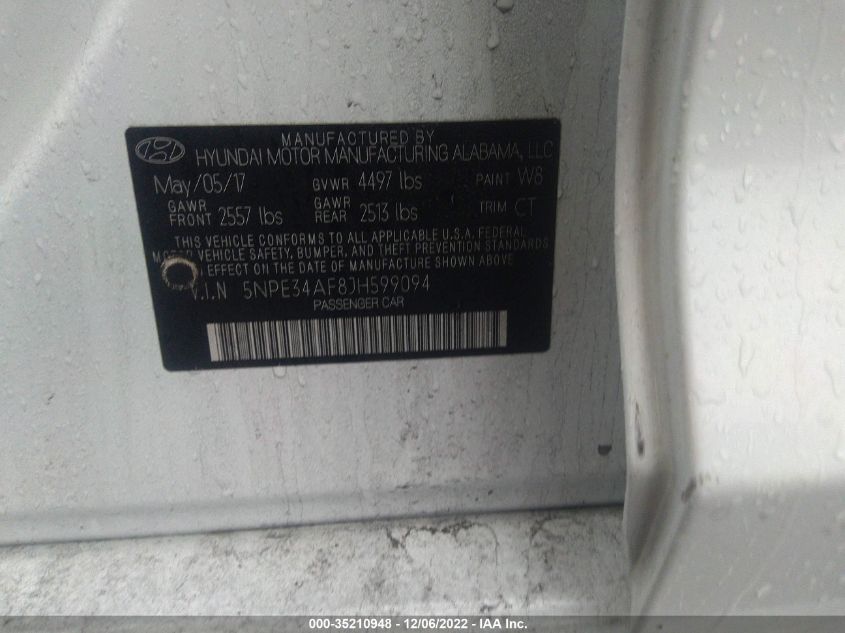 MANUFACTURED BY
HYUNDAI MOTOR MANUFACTURING ALABAMA, LLC
May/05/17 GVWR 4497 lbs PAINT W8
GAWR FRONT 2557 lbs GAWR REAR 2513 lbs TRIM CT
THIS VEHICLE CONFORMS TO ALL APPLICABLE U.S.A. FEDERAL
VEHICLE SAFETY, BUMPER, AND THEFT PREVENTION STANDARDS
EFFECT ON THE DATE OF MANUFACTURE
V.I.N 5NPE34AF8JH599094
PASSENGER CAR
000-35210948 - 12/06/2022 - IAA Inc.